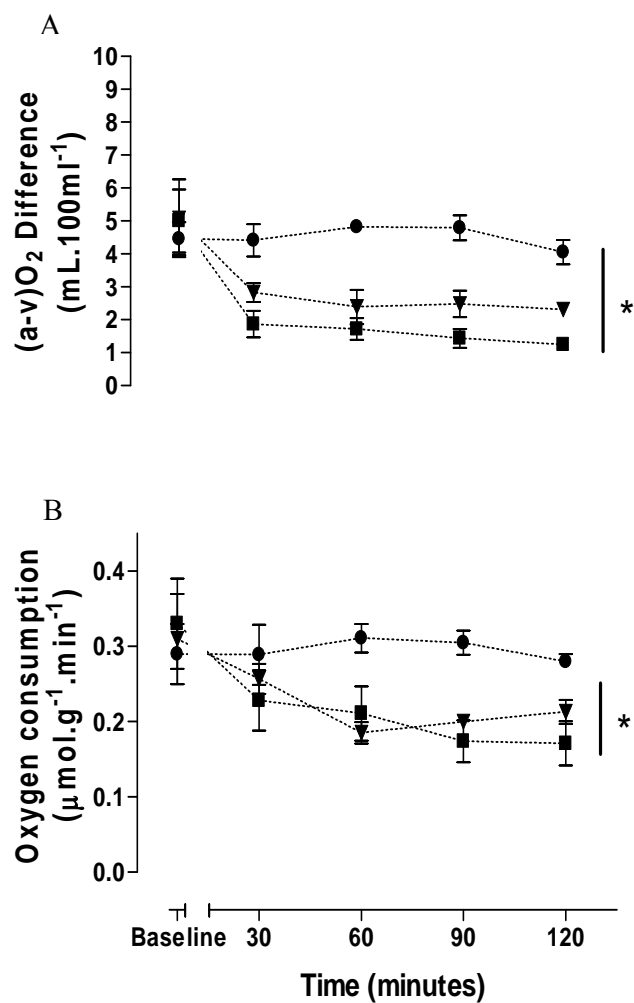 A
(a-v)O₂ Difference
(mL.100ml⁻¹)
10
9
8
7
6
5
4
3
2
1
0
*
B
Oxygen consumption
(μmol.g⁻¹.min⁻¹)
0.4
0.3
0.2
0.1
0.0
*
Baseline 30 60 90 120
Time (minutes)